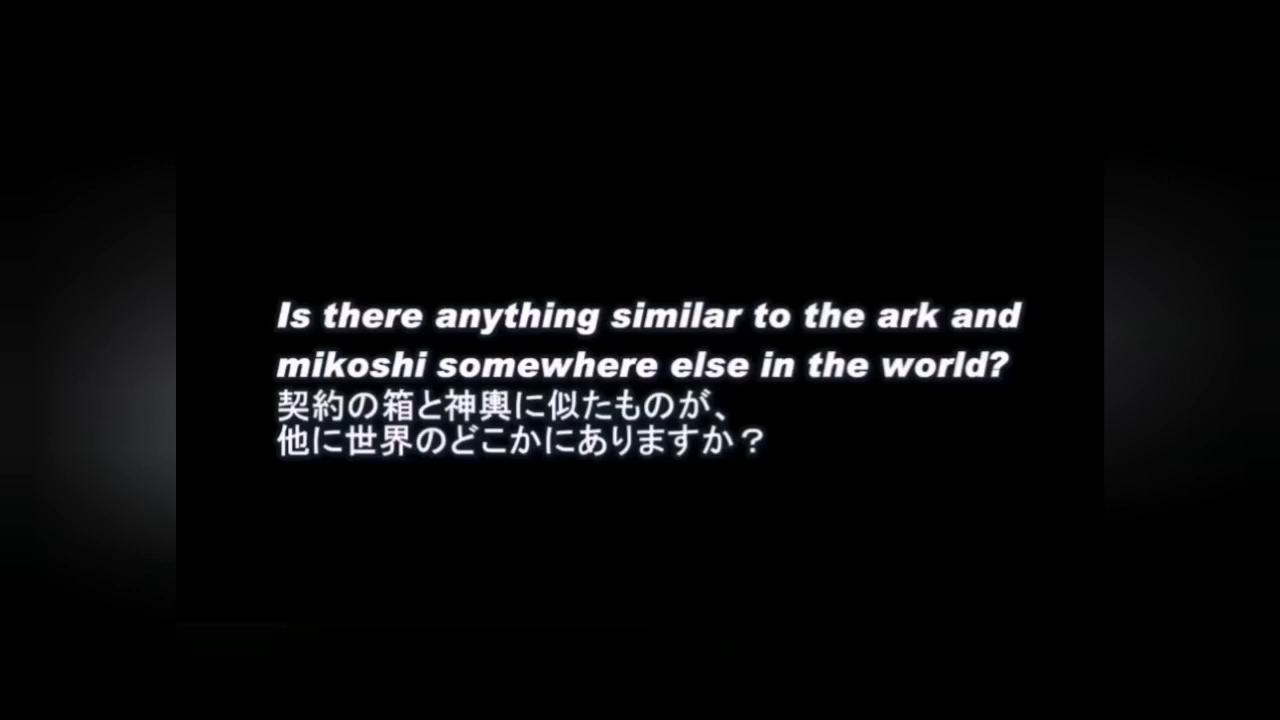 Is there anything similar to the ark and
mikoshi somewhere else in the world?
契約の箱と神輿に似たものが、
他に世界のどこかにありますか？